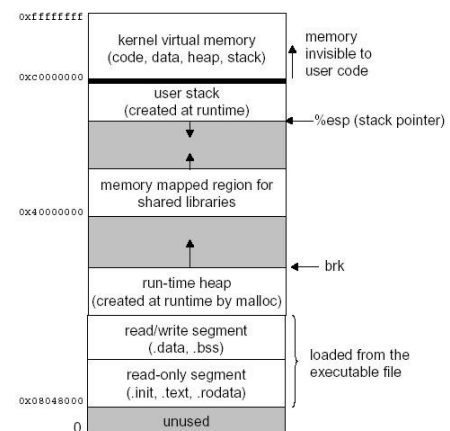 0xffffffff
kernel virtual memory
(code, data, heap, stack)
memory
invisible to
user code
0xc0000000
user stack
(created at runtime)
%esp (stack pointer)
memory mapped region for
shared libraries
0x40000000
brk
run-time heap
(created at runtime by malloc)
read/write segment
(.data, .bss)
loaded from the
executable file
read-only segment
(.init, .text, .rodata)
0x08048000
unused
0